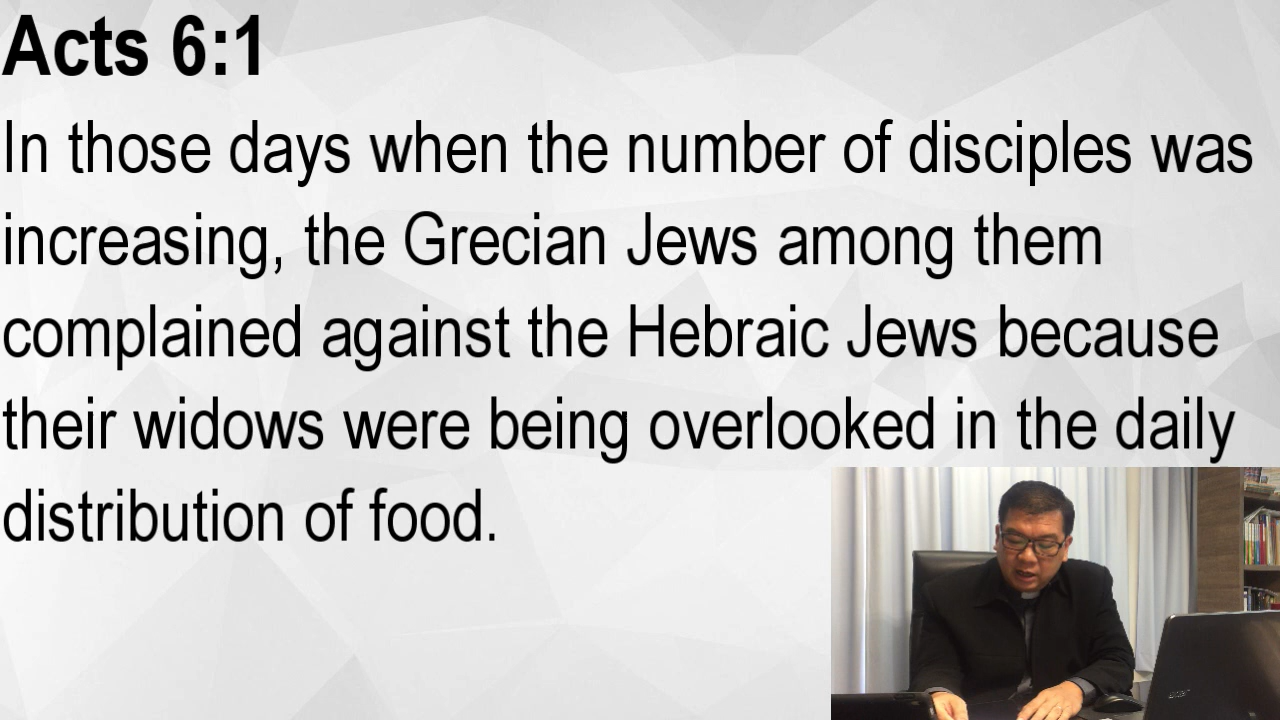 Acts 6:1
In those days when the number of disciples was
increasing, the Grecian Jews among them
complained against the Hebraic Jews because
their widows were being overlooked in the daily
distribution of food.
acer